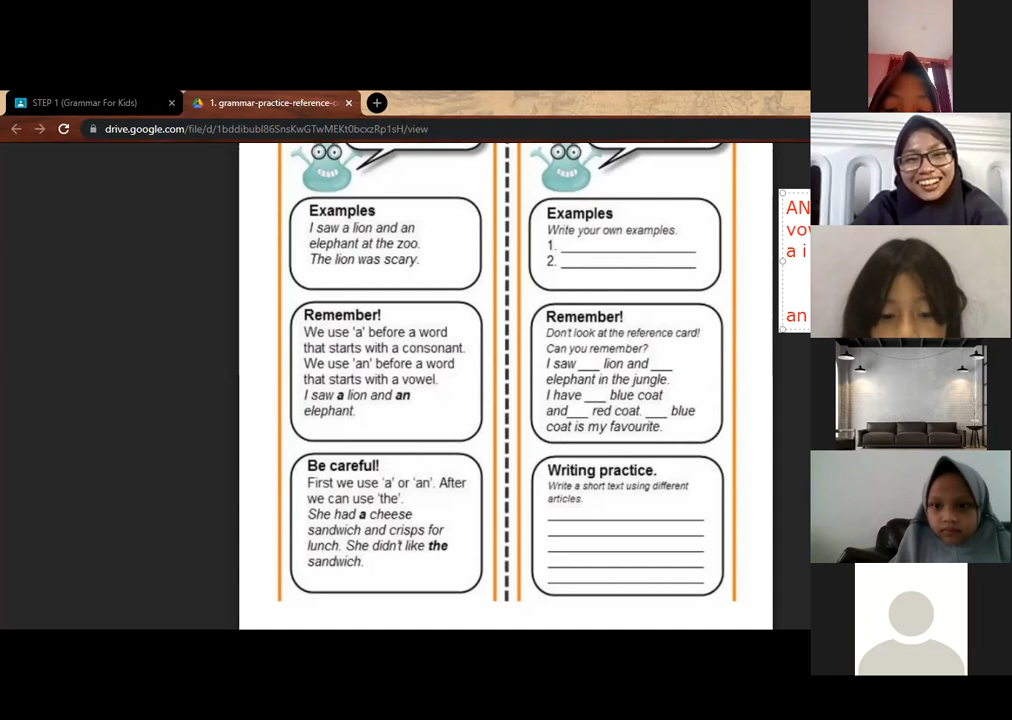 STEP 1 (Grammar For Kids)
1. grammar-practice-reference-c
drive.google.com/file/d/1bddibubl86SnsKwGTwMEKt0bcxzRp1sH/view
Examples
I saw a lion and an
elephant at the zoo.
The lion was scary.
Remember!
We use 'a' before a word
that starts with a consonant.
We use 'an' before a word
that starts with a vowel.
I saw a lion and an
elephant.
Be careful!
First we use 'a' or 'an'. After
we can use 'the'.
She had a cheese
sandwich and crisps for
lunch. She didn't like the
sandwich.
Examples
Write your own examples.
1. ____________________
2. ____________________
Remember!
Don't look at the reference card!
Can you remember?
I saw ___ lion and ___
elephant in the jungle.
I have ___ blue coat
and___ red coat. ___ blue
coat is my favourite.
Writing practice.
Write a short text using different
articles.
AN
vo
a i
an